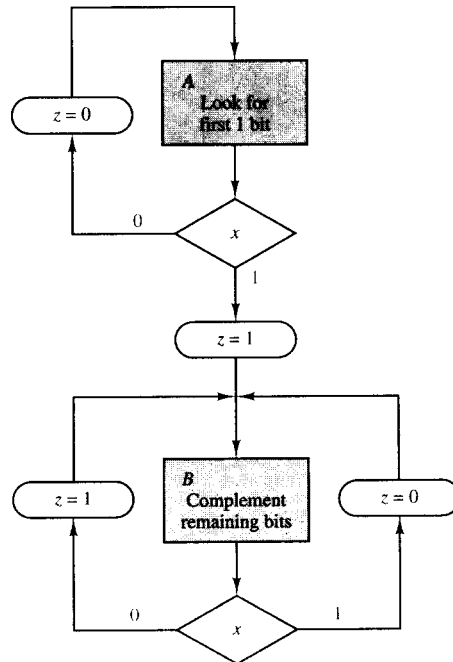 A
Look for
first 1 bit
z = 0
0
x
1
z = 1
B
Complement
remaining bits
z = 1
z = 0
0
x
1